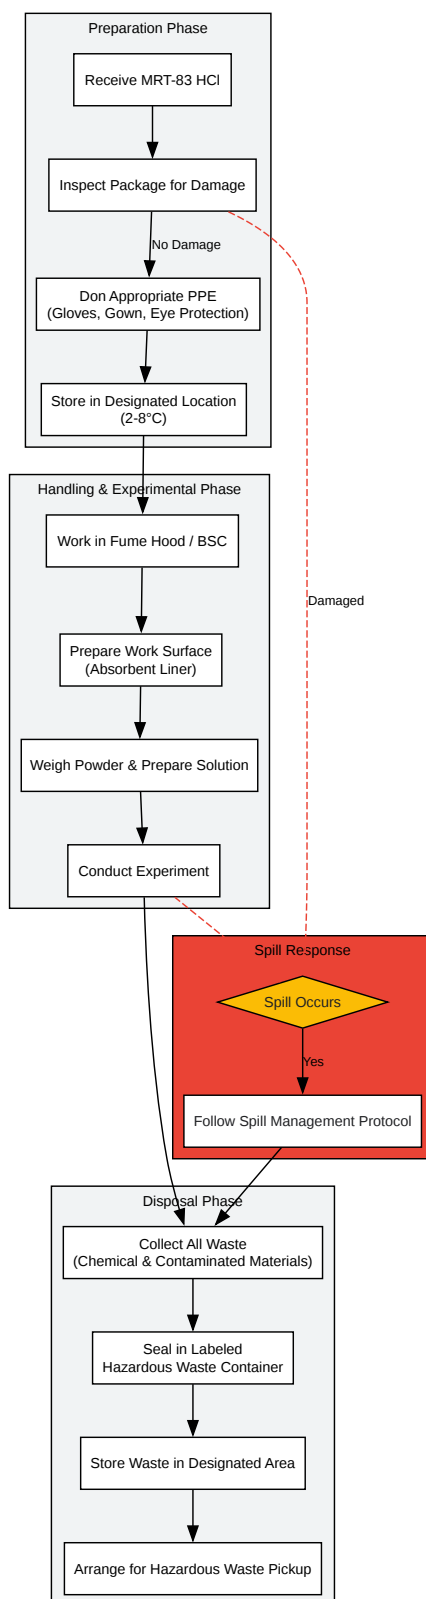 Preparation Phase
Receive MRT-83 HCl
Inspect Package for Damage
No Damage
Don Appropriate PPE
(Gloves, Gown, Eye Protection)
Store in Designated Location
(2-8°C)
Handling & Experimental Phase
Work in Fume Hood / BSC
Damaged
Prepare Work Surface
(Absorbent Liner)
Weigh Powder & Prepare Solution
Conduct Experiment
Spill Response
Spill Occurs
Yes
Follow Spill Management Protocol
Disposal Phase
Collect All Waste
(Chemical & Contaminated Materials)
Seal in Labeled
Hazardous Waste Container
Store Waste in Designated Area
Arrange for Hazardous Waste Pickup